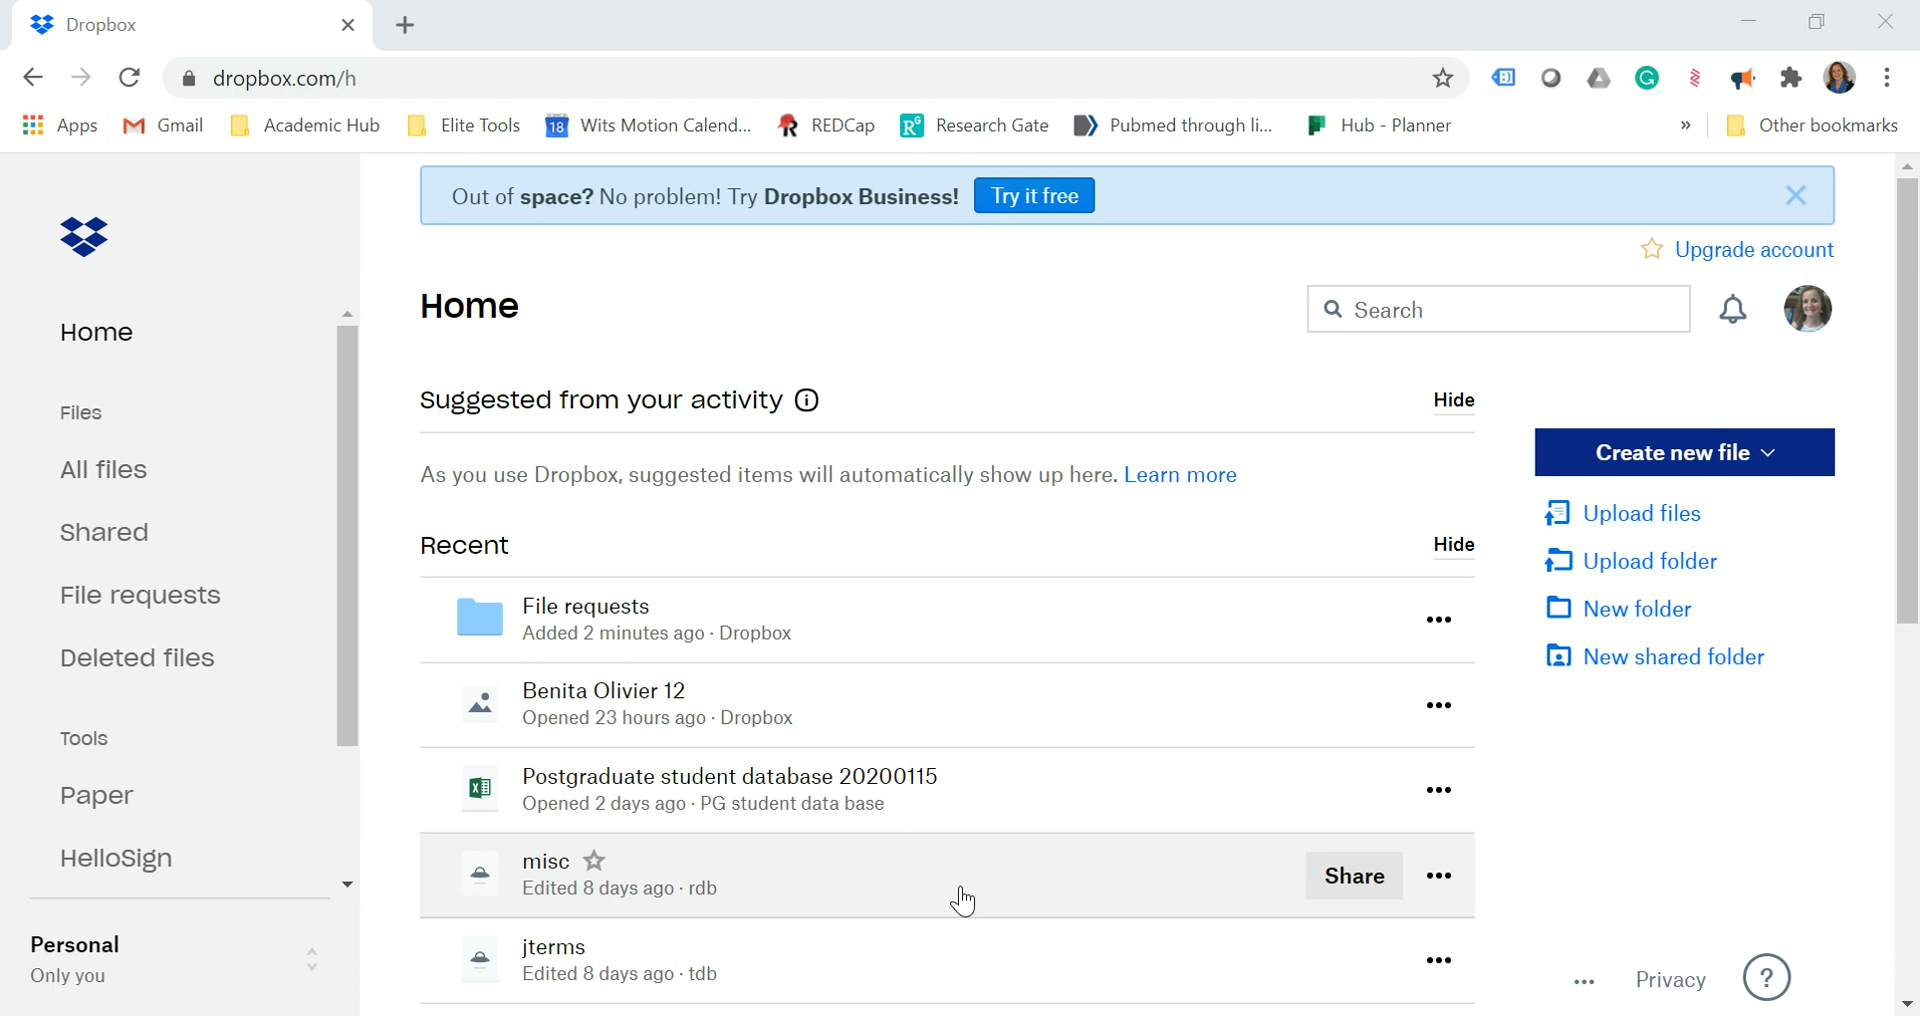 Dropbox
dropbox.com/h
Apps Gmail Academic Hub Elite Tools 18 Wits Motion Calend... REDCap Research Gate Pubmed through li... Hub - Planner » Other bookmarks
Out of space? No problem! Try Dropbox Business! Try it free
Upgrade account
Home
Search
Home
Files
All files
Shared
File requests
Deleted files
Tools
Paper
HelloSign
Personal
Only you
Suggested from your activity
Hide
As you use Dropbox, suggested items will automatically show up here. Learn more
Recent
Hide
File requests
Added 2 minutes ago · Dropbox
Benita Olivier 12
Opened 23 hours ago · Dropbox
Postgraduate student database 20200115
Opened 2 days ago · PG student data base
misc
Edited 8 days ago · rdb
Share
jterms
Edited 8 days ago · tdb
Create new file
Upload files
Upload folder
New folder
New shared folder
... Privacy ?